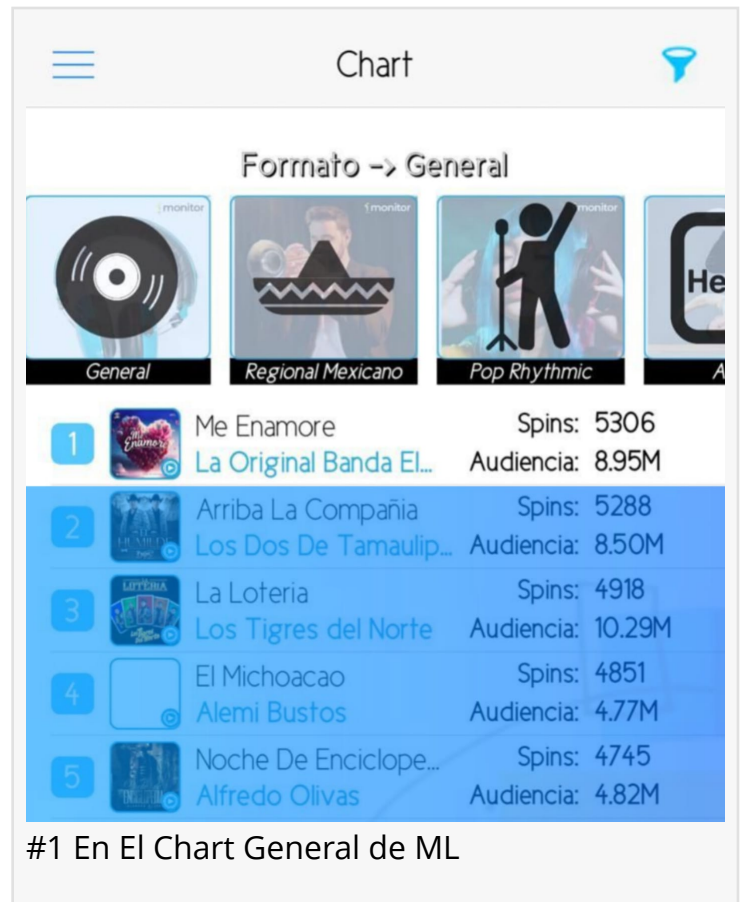 Chart
Formato -> General
monitor
monitor
monitor
He
General
Regional Mexicano
Pop Rhythmic
A
1
Me Enamore
Spins: 5306
La Original Banda El...
Audiencia: 8.95M
2
Arriba La Compañia
Spins: 5288
Los Dos De Tamaulip...
Audiencia: 8.50M
3
La Loteria
Spins: 4918
Los Tigres del Norte
Audiencia: 10.29M
4
El Michoacao
Spins: 4851
Alemi Bustos
Audiencia: 4.77M
5
Noche De Enciclope...
Spins: 4745
Alfredo Olivas
Audiencia: 4.82M
#1 En El Chart General de ML